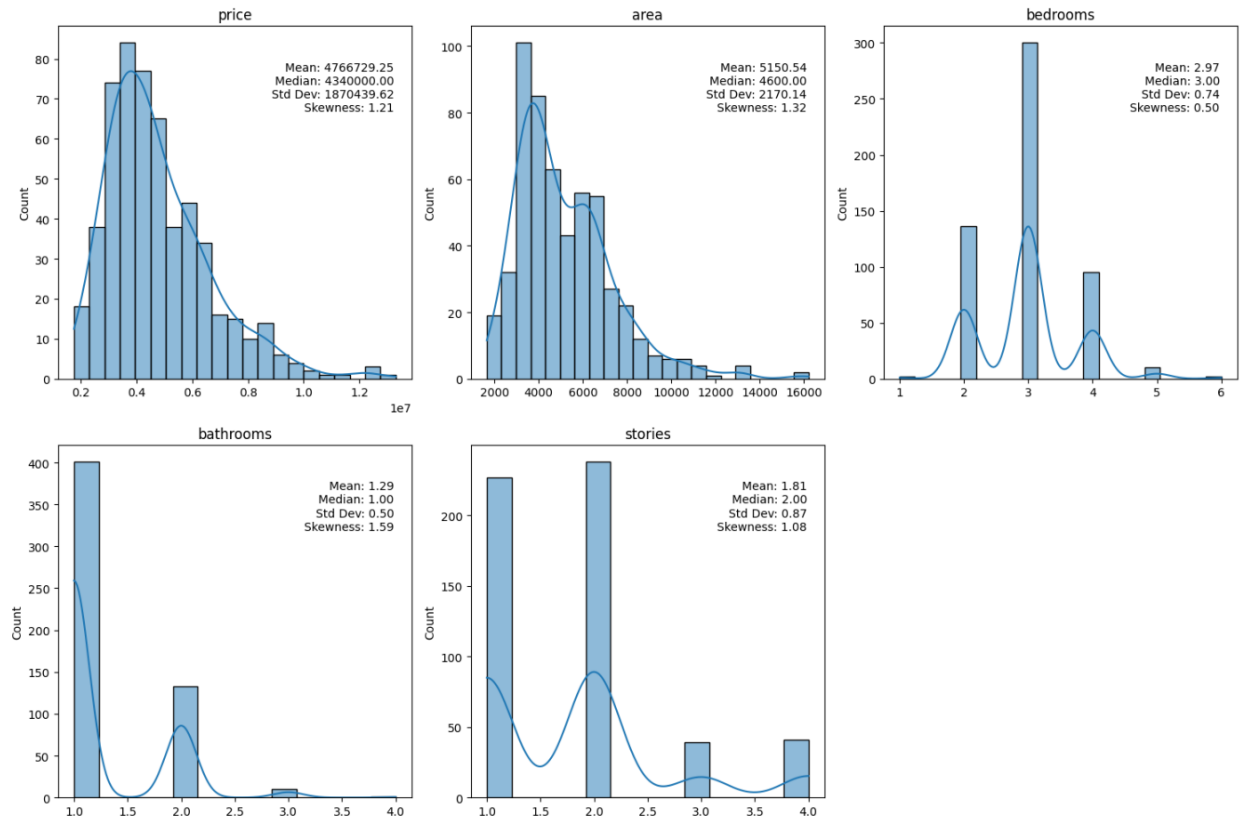 price
Mean: 4766729.25
Median: 4340000.00
Std Dev: 1870439.62
Skewness: 1.21
Count
80
70
60
50
40
30
20
10
0
0.2 0.4 0.6 0.8 1.0 1.2
1e7
area
Mean: 5150.54
Median: 4600.00
Std Dev: 2170.14
Skewness: 1.32
Count
100
80
60
40
20
0
2000 4000 6000 8000 10000 12000 14000 16000
bedrooms
Mean: 2.97
Median: 3.00
Std Dev: 0.74
Skewness: 0.50
Count
300
250
200
150
100
50
0
1 2 3 4 5 6
bathrooms
Mean: 1.29
Median: 1.00
Std Dev: 0.50
Skewness: 1.59
Count
400
350
300
250
200
150
100
50
0
1.0 1.5 2.0 2.5 3.0 3.5 4.0
stories
Mean: 1.81
Median: 2.00
Std Dev: 0.87
Skewness: 1.08
Count
200
150
100
50
0
1.0 1.5 2.0 2.5 3.0 3.5 4.0